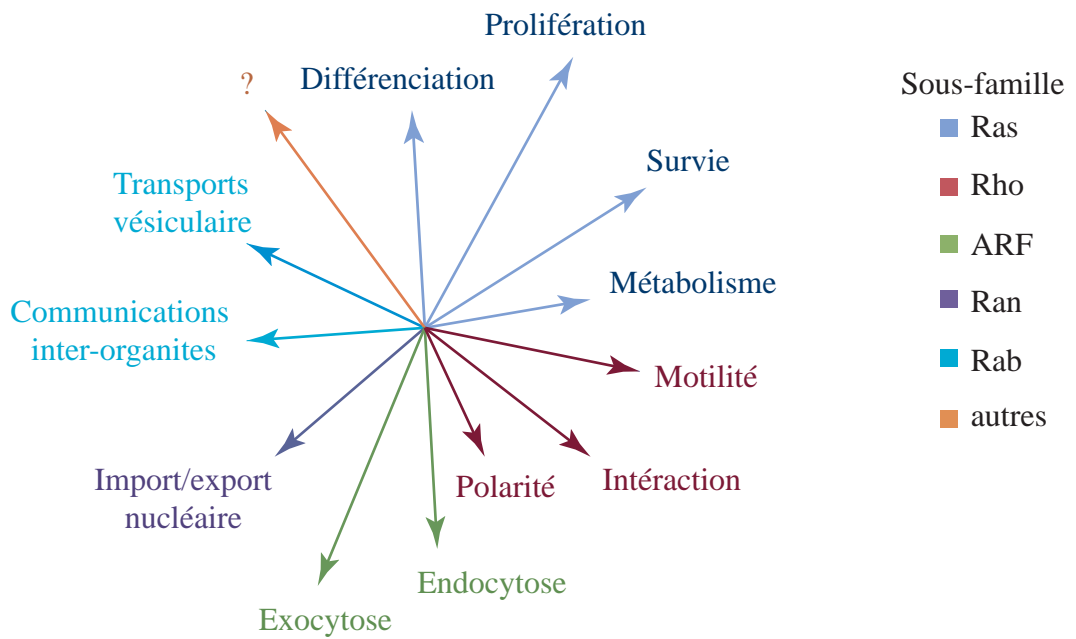 Prolifération
Différenciation
?
Survie
Transports
vésiculaire
Métabolisme
Communications
inter-organites
Motilité
Import/export
nucléaire
Polarité
Intéraction
Endocytose
Exocytose
Sous-famille
Ras
Rho
ARF
Ran
Rab
autres